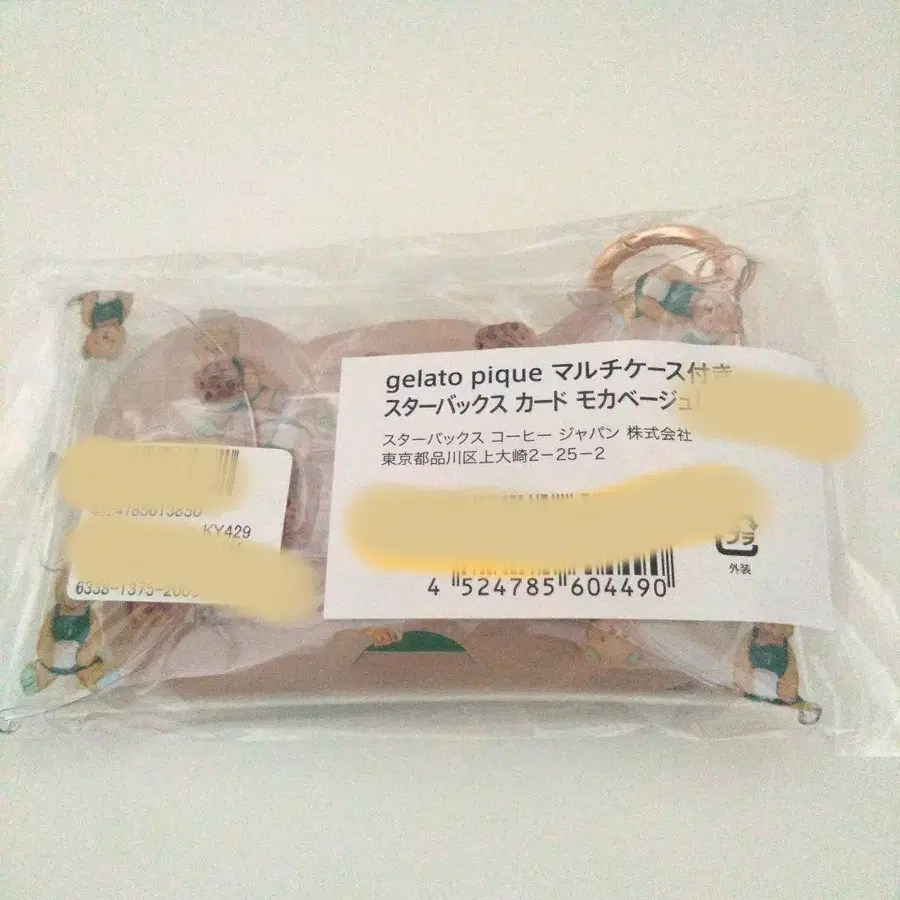 gelato pique マルチケース付き
スターバックス カード モカベージュ
スターバックス コーヒー ジャパン 株式会社
東京都品川区上大崎2-25-2
4 524785 604490
プラ
外装
KY429